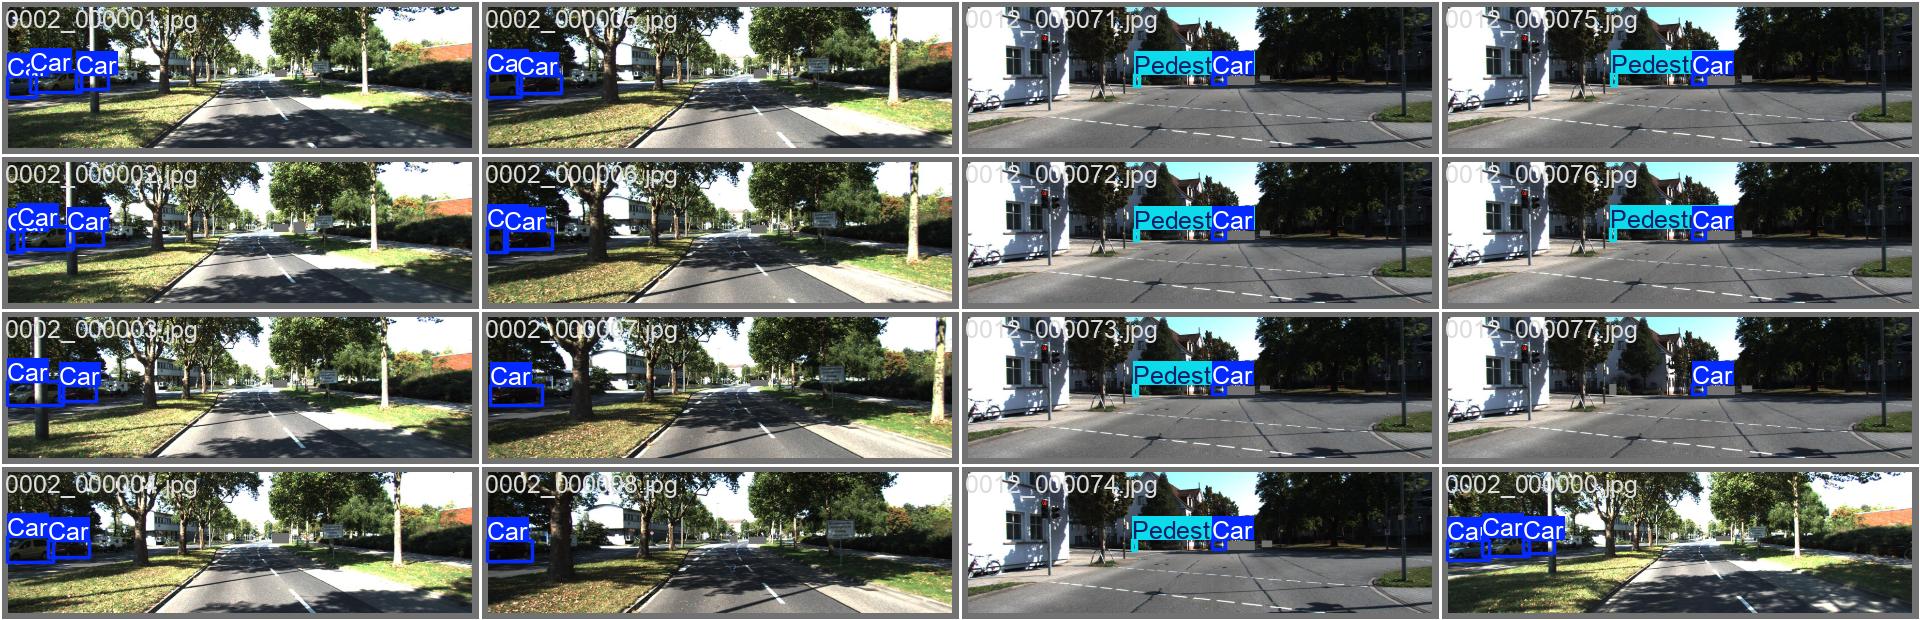 0002_000001.jpg
Ca Car Car
0002_000005.jpg
Ca Car
0012_000071.jpg
Pedest Car
0012_000075.jpg
Pedest Car
0002_000002.jpg
C Car Car
0002_000006.jpg
C Car
0012_000072.jpg
Pedest Car
0012_000076.jpg
Pedest Car
0002_000003.jpg
Car Car
0002_000007.jpg
Car
0012_000073.jpg
Pedest Car
0012_000077.jpg
Car
0002_000004.jpg
Car Car
0002_000008.jpg
Car
0012_000074.jpg
Pedest Car
0002_000000.jpg
Ca Car Car